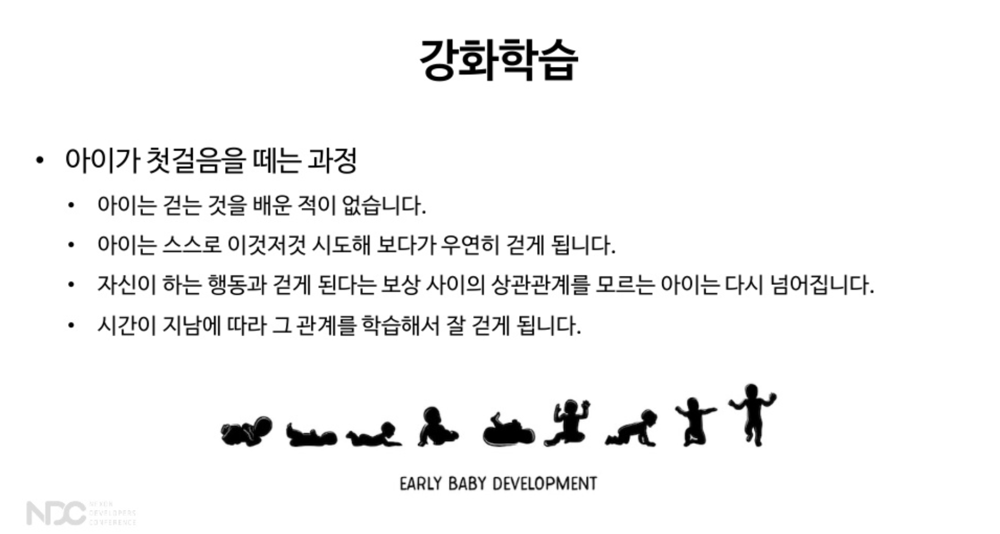 강화학습
• 아이가 첫걸음을 떼는 과정
• 아이는 걷는 것을 배운 적이 없습니다.
• 아이는 스스로 이것저것 시도해 보다가 우연히 걷게 됩니다.
• 자신이 하는 행동과 걷게 된다는 보상 사이의 상관관계를 모르는 아이는 다시 넘어집니다.
• 시간이 지남에 따라 그 관계를 학습해서 잘 걷게 됩니다.
EARLY BABY DEVELOPMENT
NDC
NEXON
DEVELOPERS
CONFERENCE